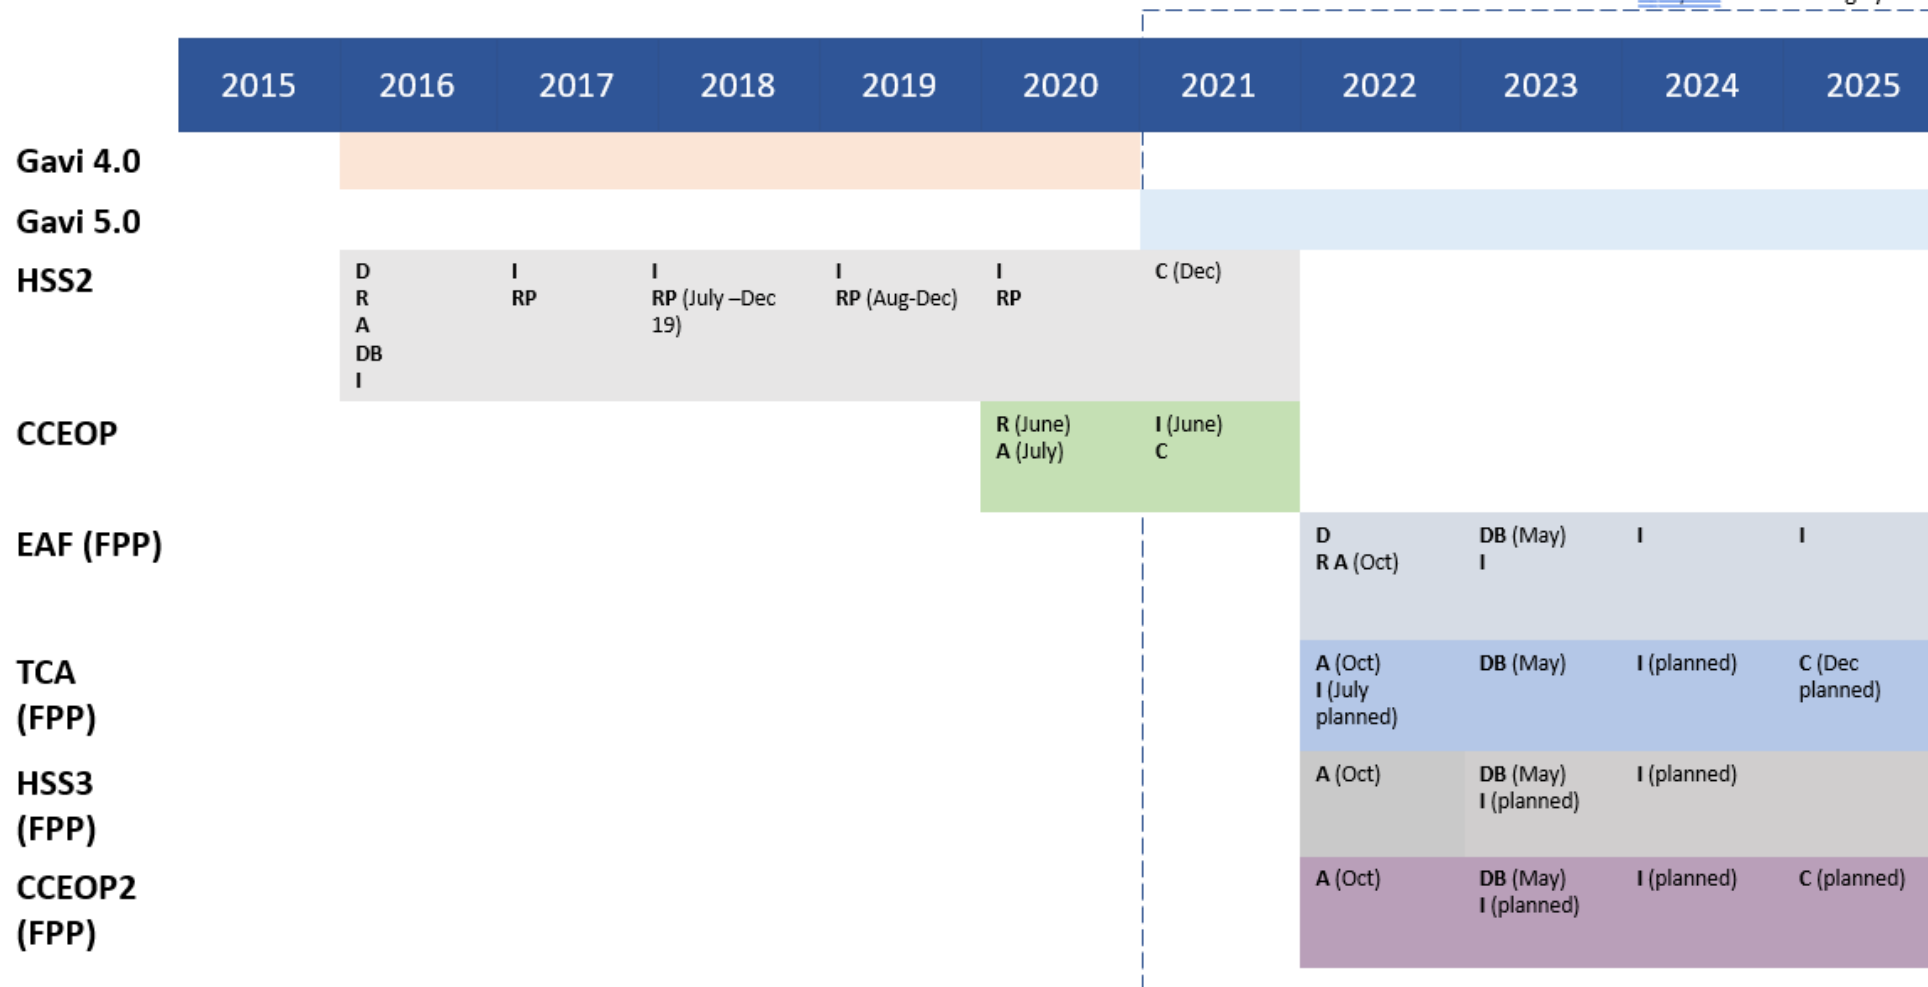 2015 2016 2017 2018 2019 2020 2021 2022 2023 2024 2025
Gavi 4.0
Gavi 5.0
HSS2
D
R
A
DB
I
I
RP
I
RP (July –Dec
19)
I
RP (Aug-Dec)
I
RP
C (Dec)
CCEOP
R (June)
A (July)
I (June)
C
EAF (FPP)
D
R A (Oct)
DB (May)
I
I
I
TCA
(FPP)
A (Oct)
I (July
planned)
DB (May)
I (planned)
C (Dec
planned)
HSS3
(FPP)
A (Oct)
DB (May)
I (planned)
I (planned)
CCEOP2
(FPP)
A (Oct)
DB (May)
I (planned)
I (planned)
C (planned)